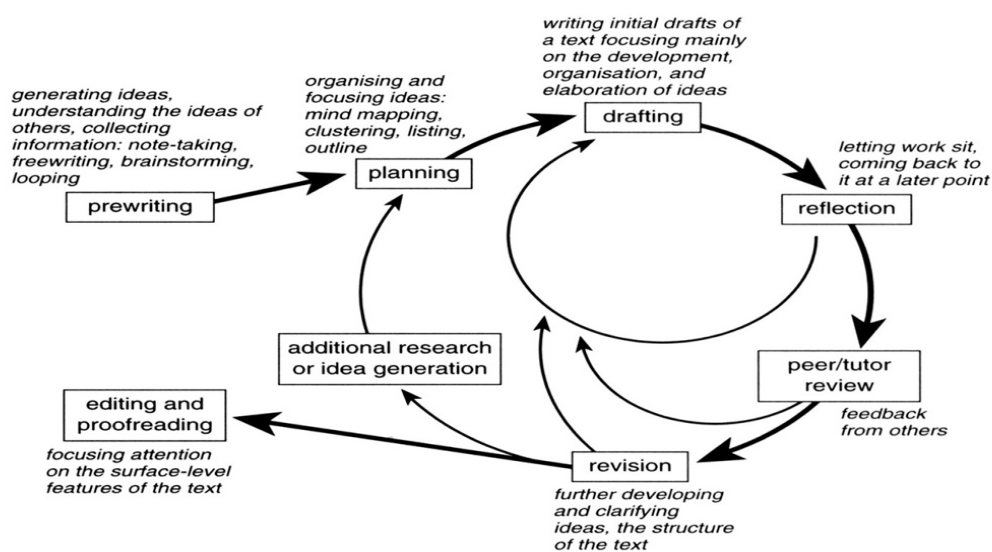 generating ideas,
understanding the ideas of
others, collecting
information: note-taking,
freewriting, brainstorming,
looping
prewriting
organising and
focusing ideas:
mind mapping,
clustering, listing,
outline
planning
writing initial drafts of
a text focusing mainly
on the development,
organisation, and
elaboration of ideas
drafting
letting work sit,
coming back to
it at a later point
reflection
peer/tutor
review
feedback
from others
revision
further developing
and clarifying
ideas, the structure
of the text
additional research
or idea generation
editing and
proofreading
focusing attention
on the surface-level
features of the text